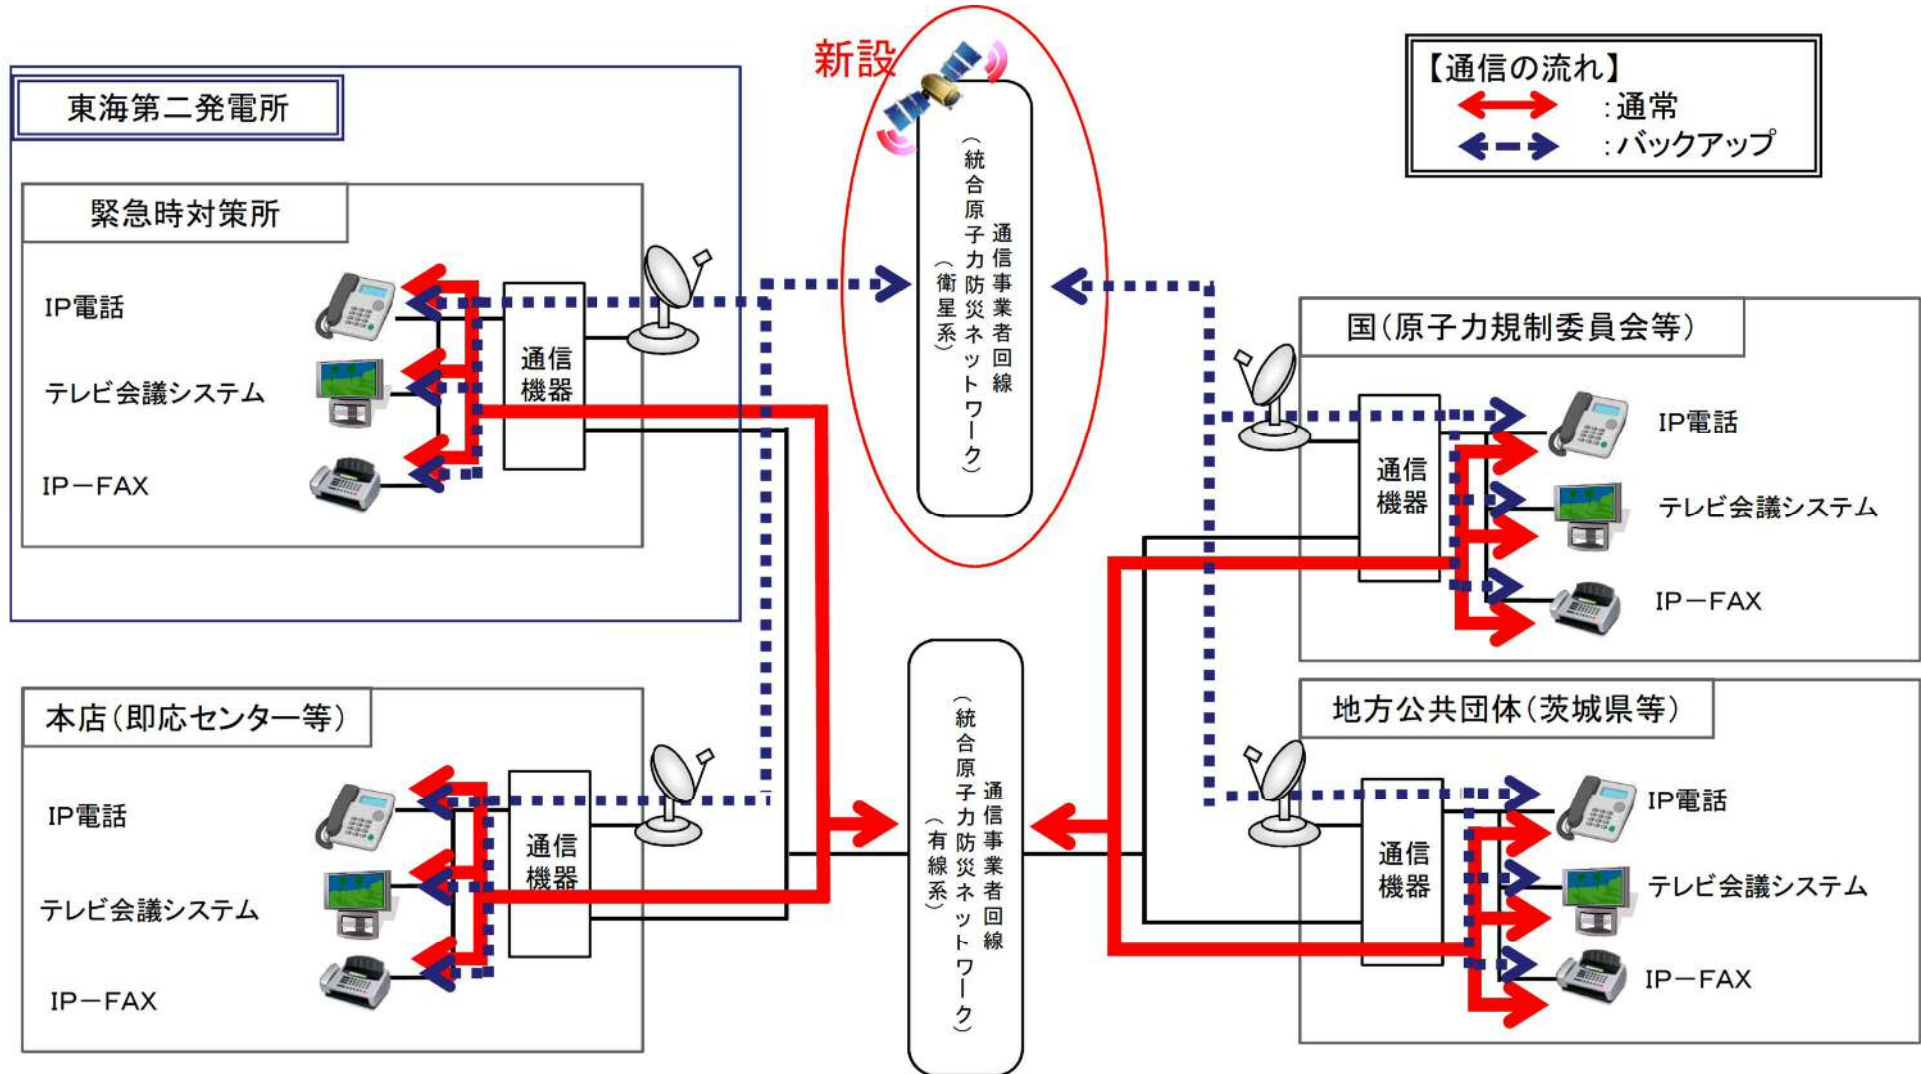 新設
【通信の流れ】
:通常
:バックアップ
東海第二発電所
緊急時対策所
IP電話
テレビ会議システム
IP－FAX
通信
機器
通信事業者回線
(統合原子力防災ネットワーク)
(衛星系)
国(原子力規制委員会等)
通信
機器
IP電話
テレビ会議システム
IP－FAX
本店(即応センター等)
IP電話
テレビ会議システム
IP－FAX
通信
機器
通信事業者回線
(統合原子力防災ネットワーク)
(有線系)
地方公共団体(茨城県等)
通信
機器
IP電話
テレビ会議システム
IP－FAX